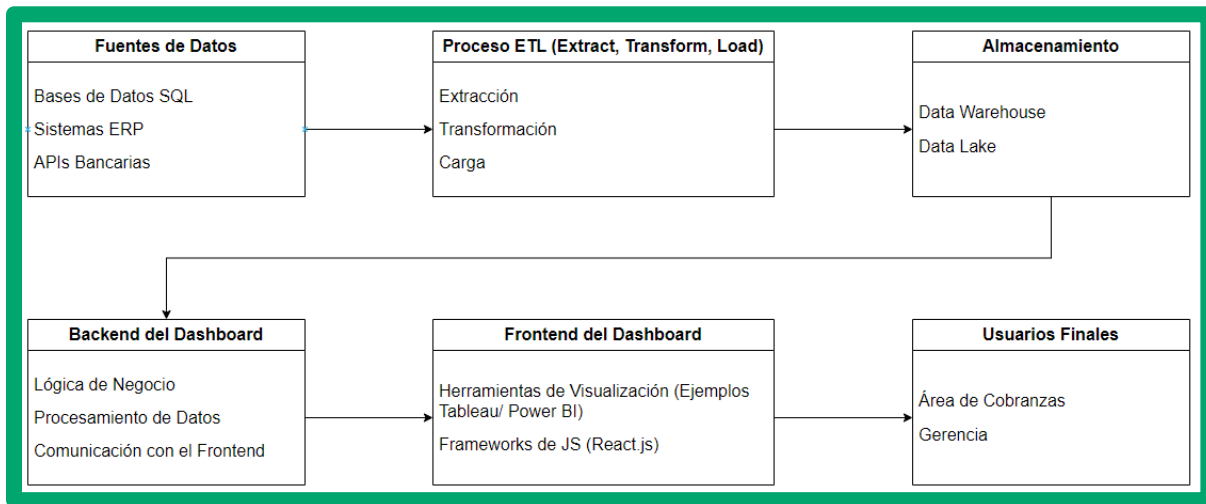 Fuentes de Datos
Bases de Datos SQL
Sistemas ERP
APIs Bancarias
Proceso ETL (Extract, Transform, Load)
Extracción
Transformación
Carga
Almacenamiento
Data Warehouse
Data Lake
Backend del Dashboard
Lógica de Negocio
Procesamiento de Datos
Comunicación con el Frontend
Frontend del Dashboard
Herramientas de Visualización (Ejemplos
Tableau/ Power BI)
Frameworks de JS (React.js)
Usuarios Finales
Área de Cobranzas
Gerencia